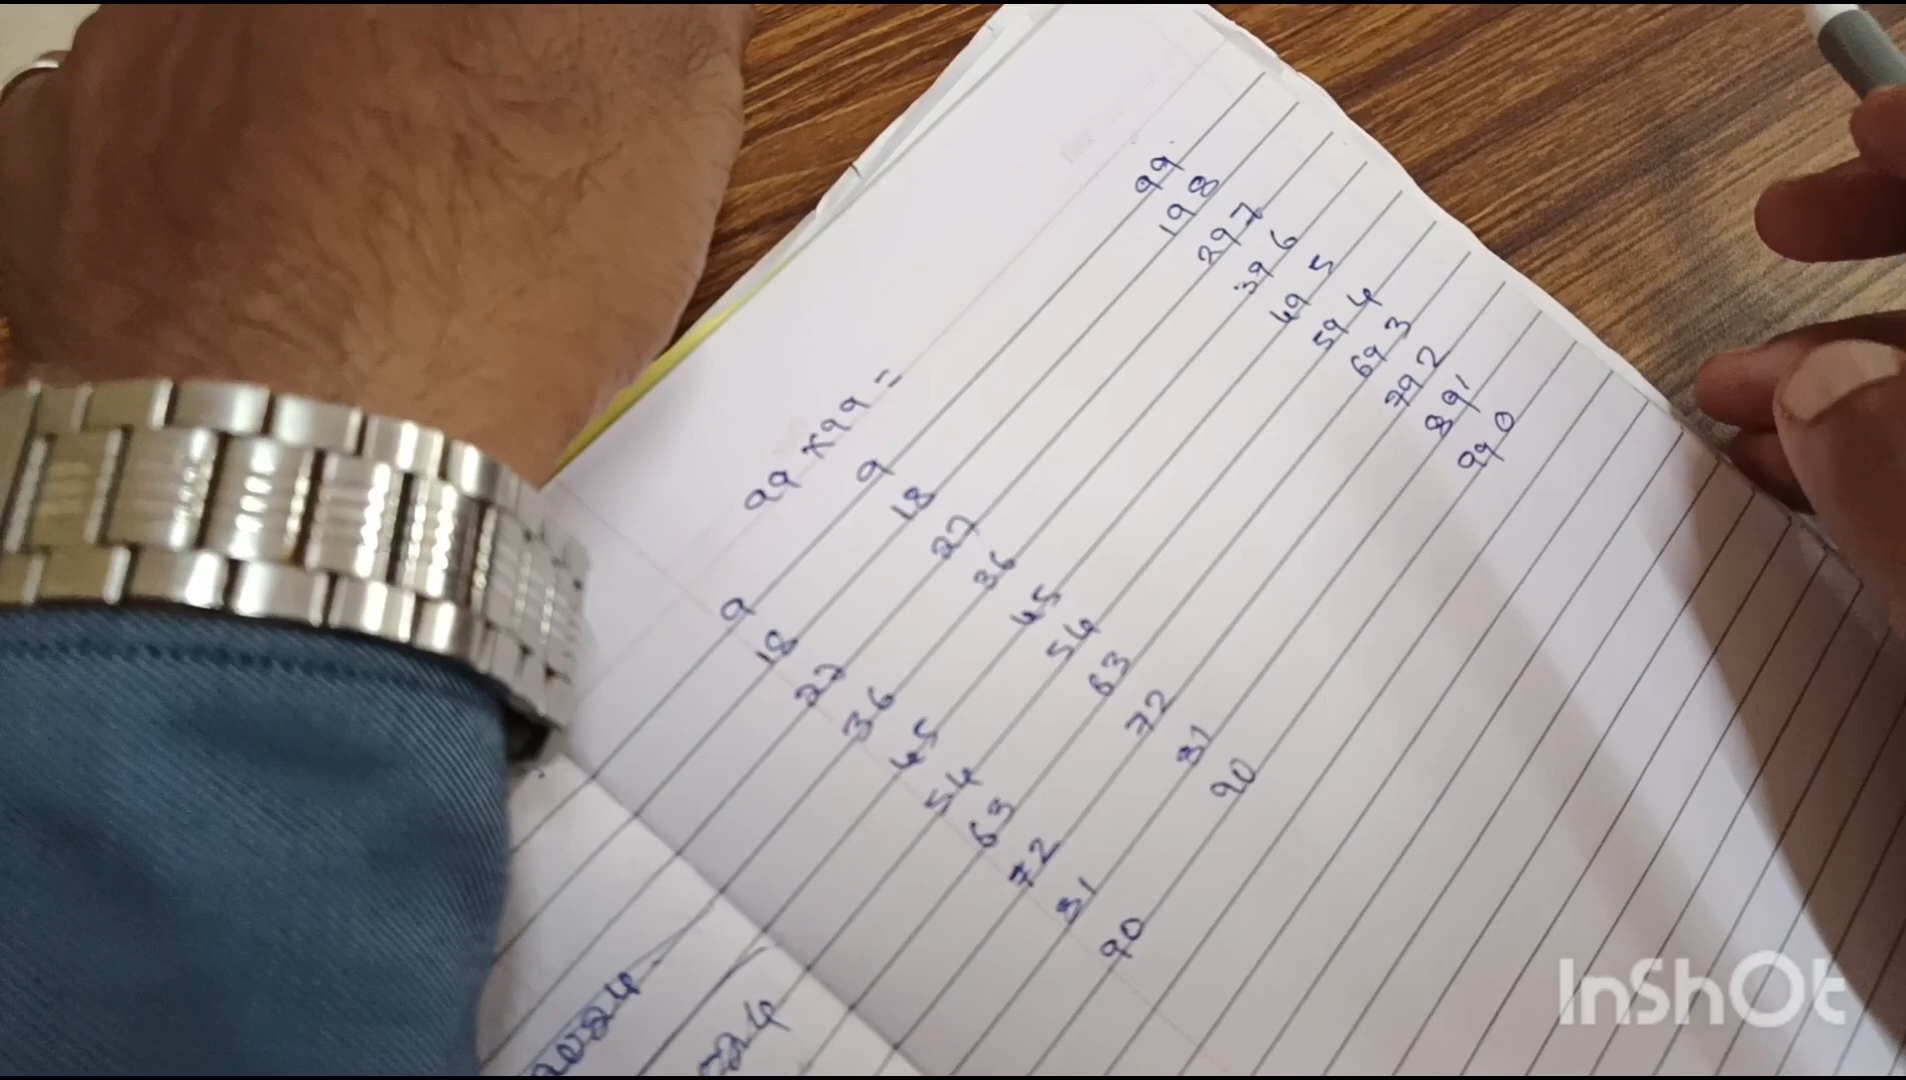 99 x 99 =
9 9 99
18 18 198
27 27 297
36 36 396
45 45 495
54 54 594
63 63 693
72 72 792
81 81 891
90 90 990
InShOt